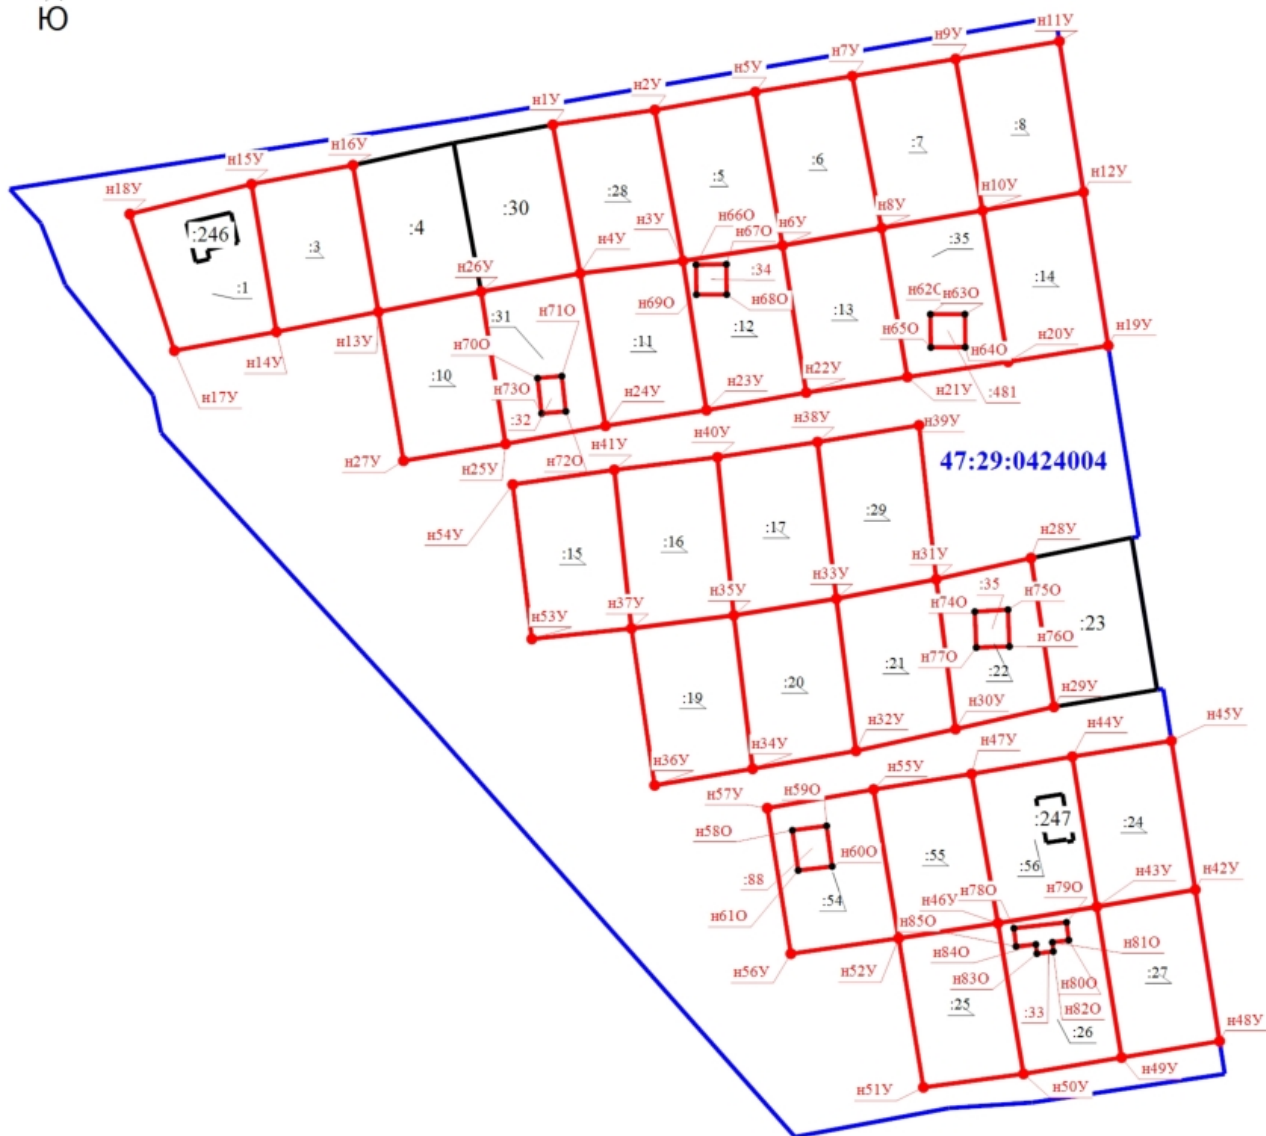 Ю
н11У
н9У
н7У
н5У
н2У
н1У
н16У
н15У
н18У
:8
:7
:6
:5
:28
:30
:4
:3
:246
:1
н12У
н10У
н8У
н66О
н67О
н6У
н3У
н4У
н26У
:35
:34
:14
н69О
н68О
н62О
н63О
н65О
н64О
:13
:12
:11
:31
н71О
н70О
н13У
н14У
н17У
н20У
н19У
:10
н73О
:32
н24У
н23У
н22У
н21У
:481
н38У
н39У
н40У
н41У
н72О
н25У
н27У
47:29:0424004
н54У
:29
:17
:16
:15
н28У
н31У
н33У
н35У
н37У
н53У
:35
н74О
н75О
:23
н76О
н77О
:22
:21
:20
:19
н29У
н30У
н32У
н34У
н36У
н45У
н44У
н47У
н55У
н59О
н57У
н58О
:247
:24
н60О
:55
:56
:88
:54
н61О
н42У
н43У
н79О
н78О
н46У
н85О
н56У
н52У
н84О
н83О
н81О
н80О
н82О
:27
:25
:33
:26
н48У
н49У
н50У
н51У